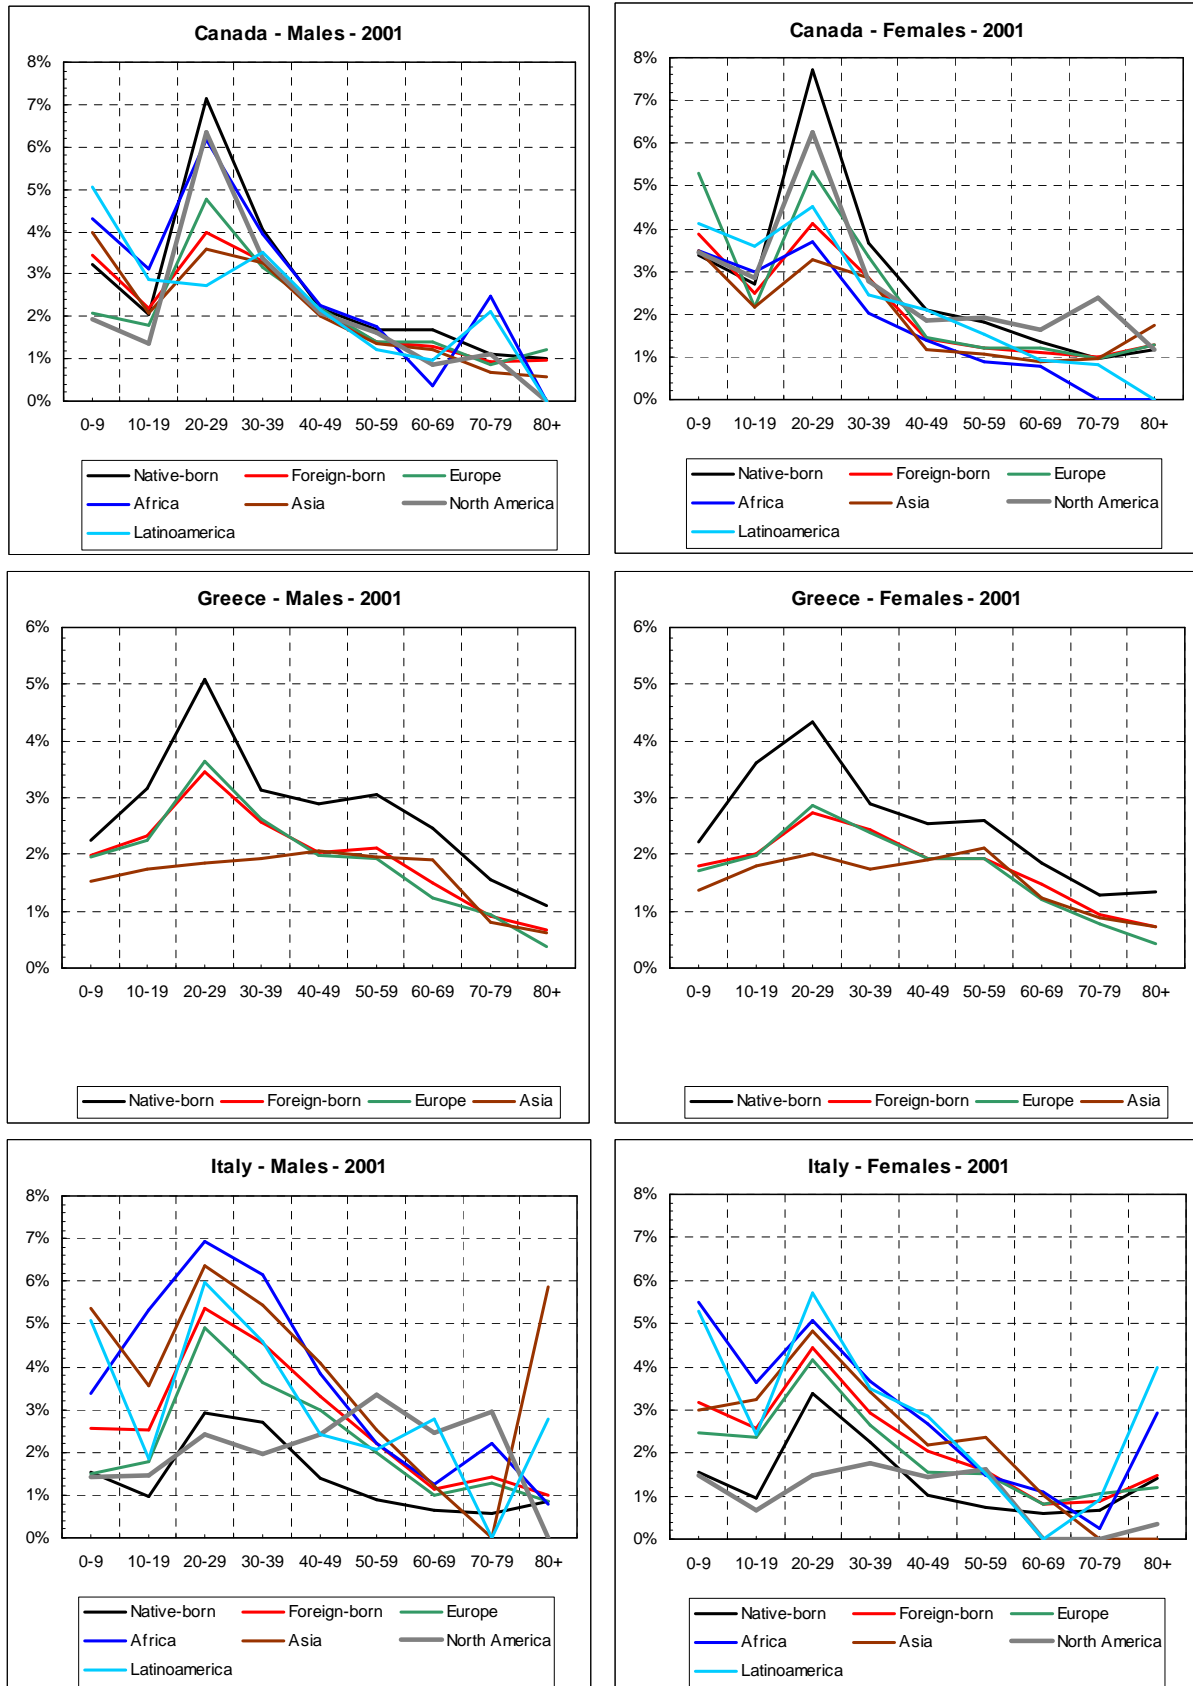 Canada - Males - 2001
8%
7%
6%
5%
4%
3%
2%
1%
0%
0-9 10-19 20-29 30-39 40-49 50-59 60-69 70-79 80+
Native-born Foreign-born Europe
Africa Asia North America
Latinoamerica
Canada - Females - 2001
8%
7%
6%
5%
4%
3%
2%
1%
0%
0-9 10-19 20-29 30-39 40-49 50-59 60-69 70-79 80+
Native-born Foreign-born Europe
Africa Asia North America
Latinoamerica
Greece - Males - 2001
6%
5%
4%
3%
2%
1%
0%
0-9 10-19 20-29 30-39 40-49 50-59 60-69 70-79 80+
Native-born Foreign-born Europe Asia
Greece - Females - 2001
6%
5%
4%
3%
2%
1%
0%
0-9 10-19 20-29 30-39 40-49 50-59 60-69 70-79 80+
Native-born Foreign-born Europe Asia
Italy - Males - 2001
8%
7%
6%
5%
4%
3%
2%
1%
0%
0-9 10-19 20-29 30-39 40-49 50-59 60-69 70-79 80+
Native-born Foreign-born Europe
Africa Asia North America
Latinoamerica
Italy - Females - 2001
8%
7%
6%
5%
4%
3%
2%
1%
0%
0-9 10-19 20-29 30-39 40-49 50-59 60-69 70-79 80+
Native-born Foreign-born Europe
Africa Asia North America
Latinoamerica